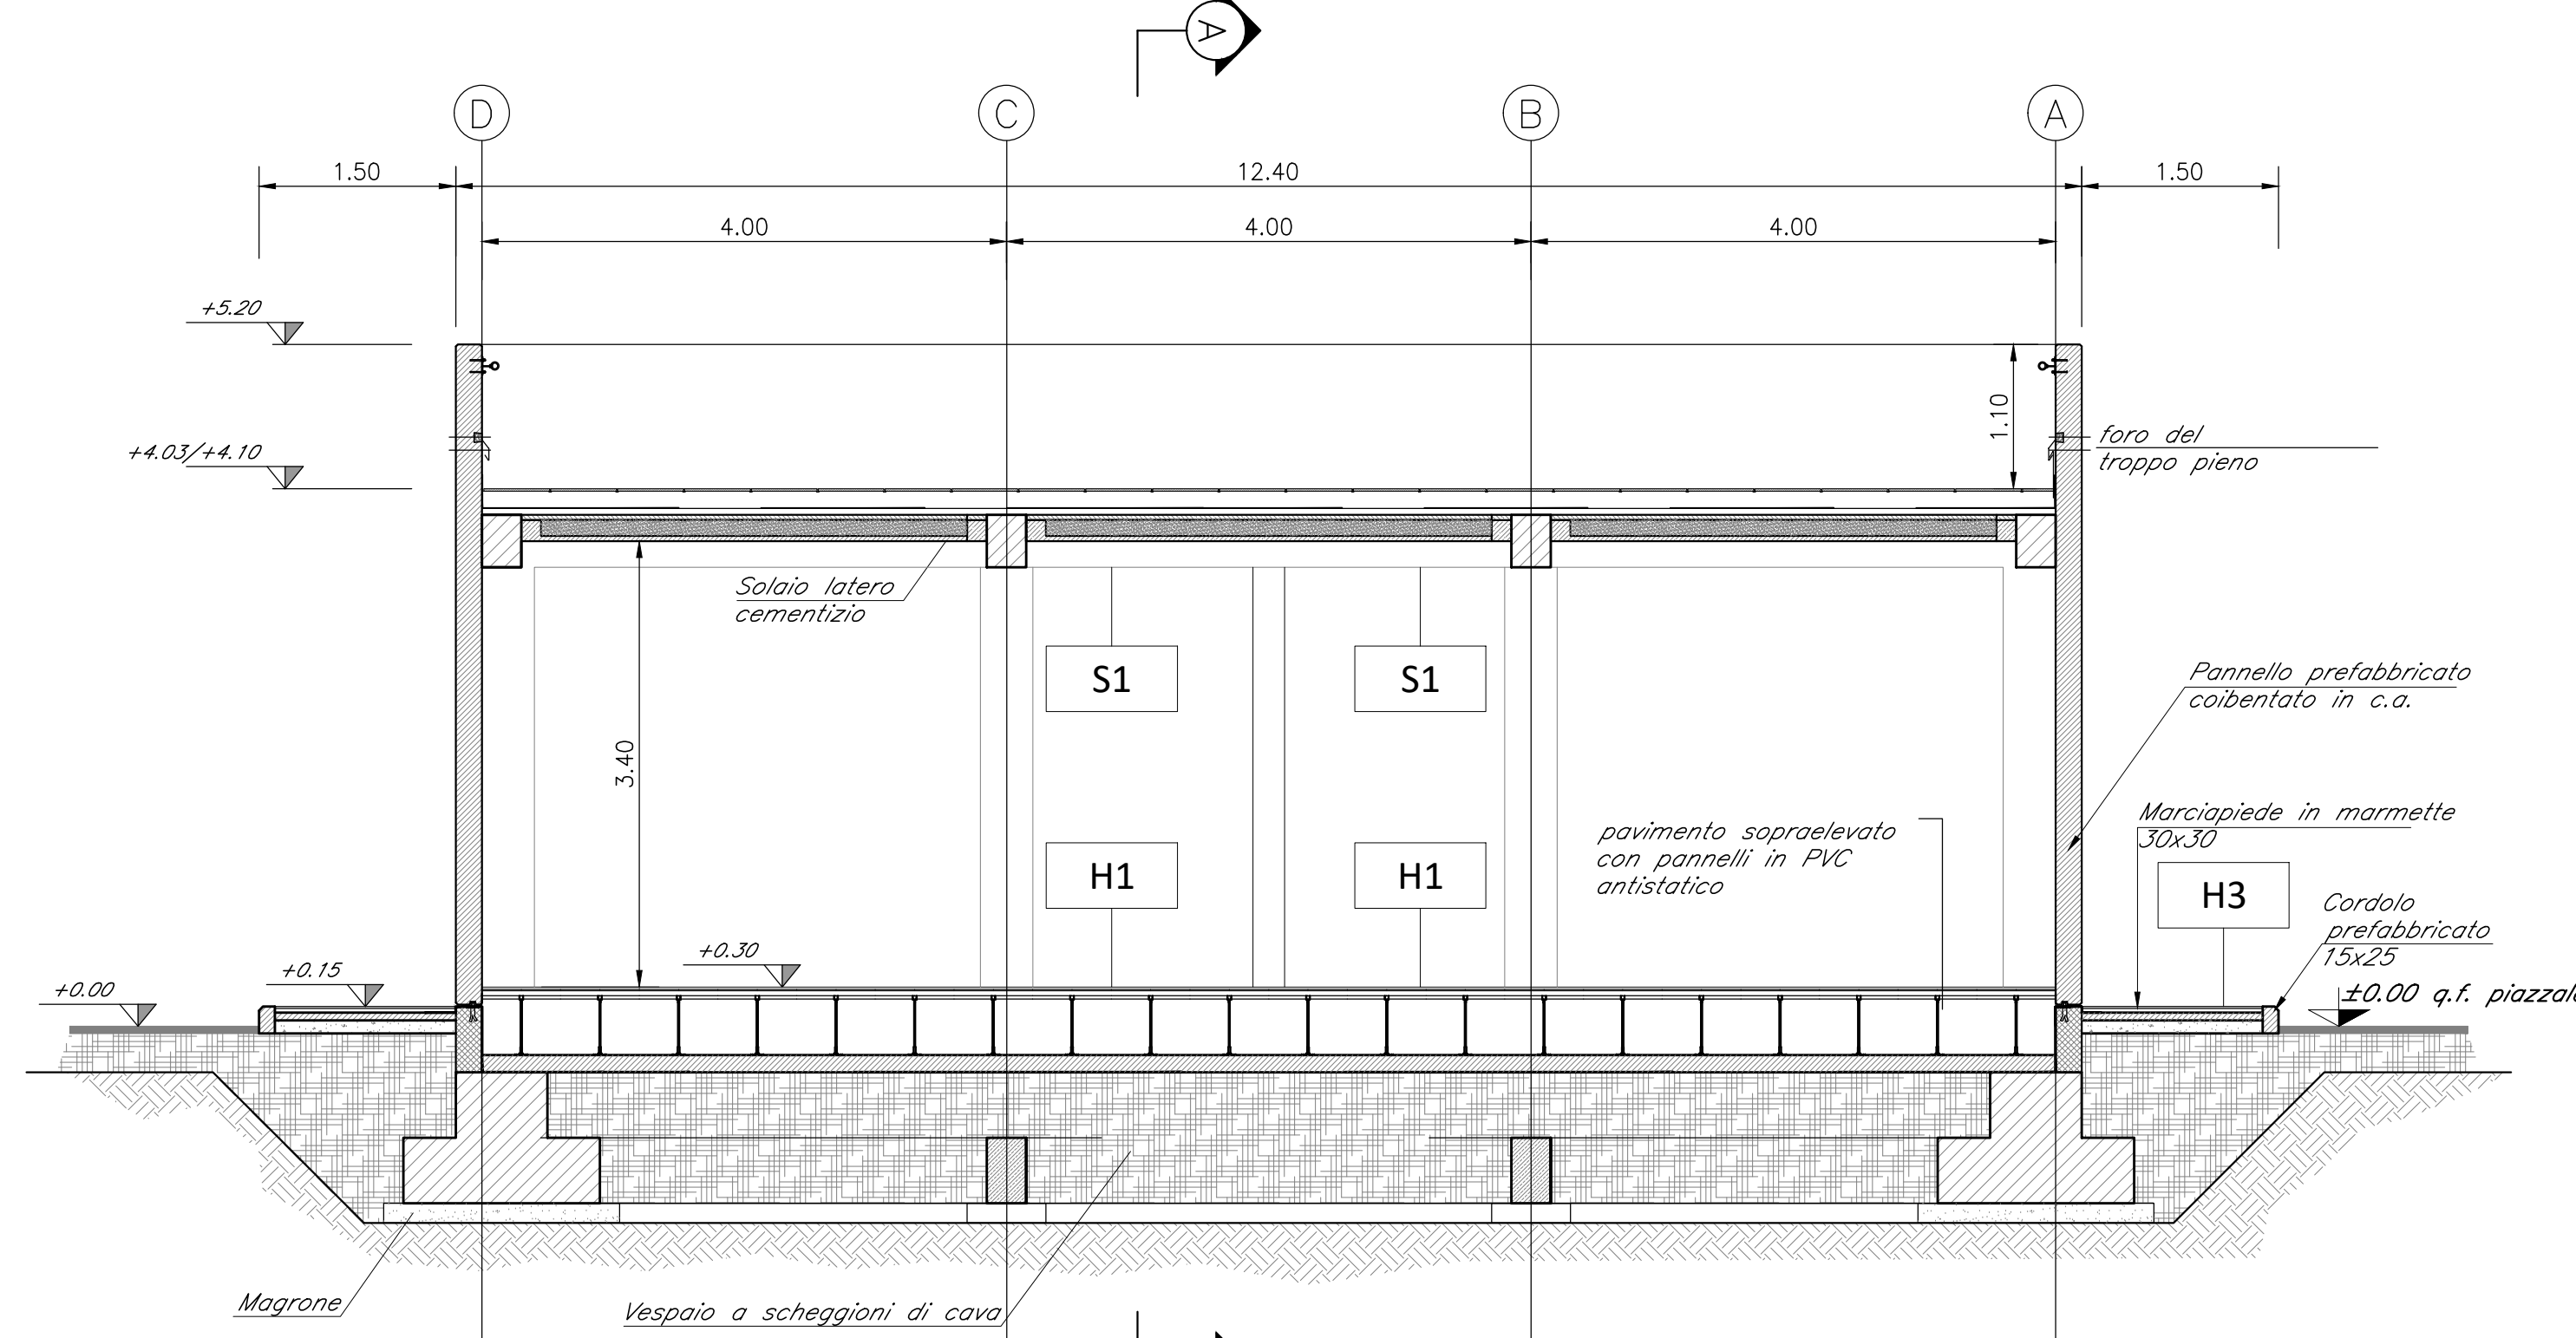 A
D
C
B
A
1.50
12.40
1.50
4.00
4.00
4.00
+5.20
1.10
+4.03/+4.10
foro del
troppo pieno
Solaio latero
cementizio
S1
S1
3.40
Pannello prefabbricato
coibentato in c.a.
pavimento sopraelevato
con pannelli in PVC
antistatico
H1
H1
Marciapiede in marmette
30x30
H3
Cordolo
prefabbricato
15x25
+0.30
+0.15
+0.00
±0.00 q.f. piazzale
Magrone
Vespaio a scheggioni di cava